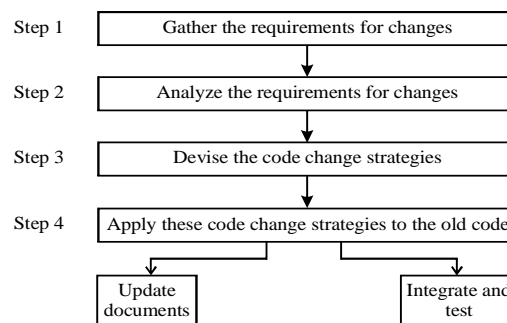 Step 1 Gather the requirements for changes
Step 2 Analyze the requirements for changes
Step 3 Devise the code change strategies
Step 4 Apply these code change strategies to the old code
Update
documents
Integrate and
test